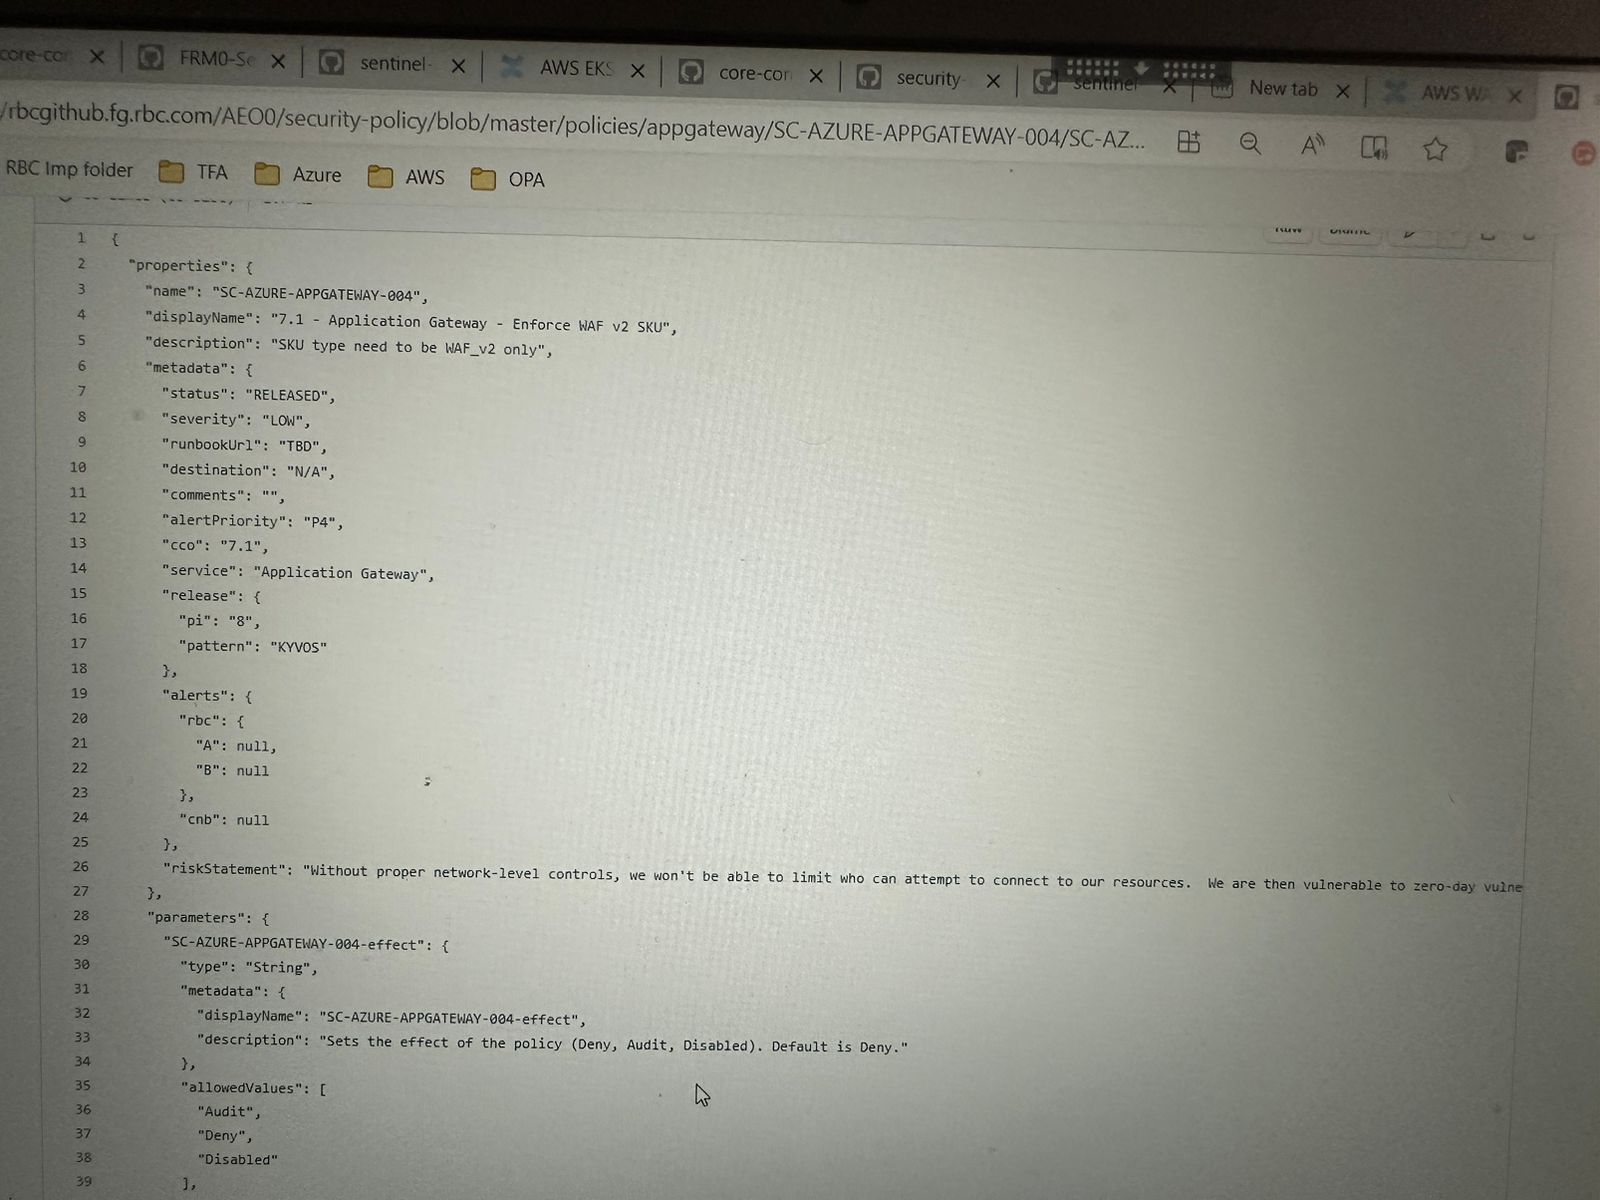 core-cor
FRM0-Se
sentinel-
AWS EKS
core-cor
security-
sentinel
New tab
AWS WA
/rbcgithub.fg.rbc.com/AEO0/security-policy/blob/master/policies/appgateway/SC-AZURE-APPGATEWAY-004/SC-AZ...
RBC Imp folder
TFA
Azure
AWS
OPA
1 {
2 "properties": {
3 "name": "SC-AZURE-APPGATEWAY-004",
4 "displayName": "7.1 - Application Gateway - Enforce WAF v2 SKU",
5 "description": "SKU type need to be WAF_v2 only",
6 "metadata": {
7 "status": "RELEASED",
8 "severity": "LOW",
9 "runbookUrl": "TBD",
10 "destination": "N/A",
11 "comments": "",
12 "alertPriority": "P4",
13 "cco": "7.1",
14 "service": "Application Gateway",
15 "release": {
16 "pi": "8",
17 "pattern": "KYVOS"
18 },
19 "alerts": {
20 "rbc": {
21 "A": null,
22 "B": null
23 },
24 "cnb": null
25 },
26 "riskStatement": "Without proper network-level controls, we won't be able to limit who can attempt to connect to our resources.  We are then vulnerable to zero-day vulne
27 },
28 "parameters": {
29 "SC-AZURE-APPGATEWAY-004-effect": {
30 "type": "String",
31 "metadata": {
32 "displayName": "SC-AZURE-APPGATEWAY-004-effect",
33 "description": "Sets the effect of the policy (Deny, Audit, Disabled). Default is Deny."
34 },
35 "allowedValues": [
36 "Audit",
37 "Deny",
38 "Disabled"
39 ],